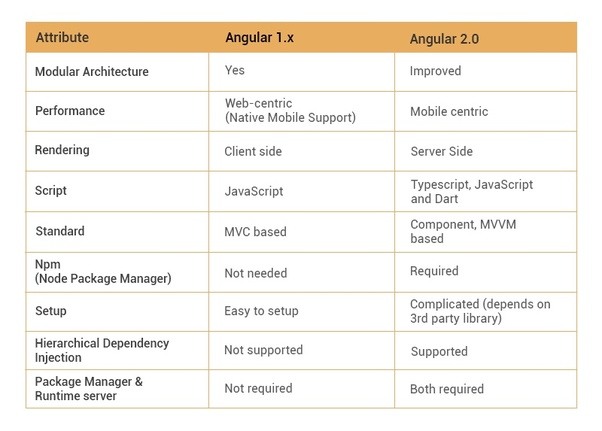 Attribute Angular 1.x Angular 2.0
Modular Architecture Yes Improved
Performance Web-centric
(Native Mobile Support) Mobile centric
Rendering Client side Server Side
Script JavaScript Typescript, JavaScript
and Dart
Standard MVC based Component, MVVM
based
Npm
(Node Package Manager) Not needed Required
Setup Easy to setup Complicated (depends on
3rd party library)
Hierarchical Dependency
Injection Not supported Supported
Package Manager &
Runtime server Not required Both required